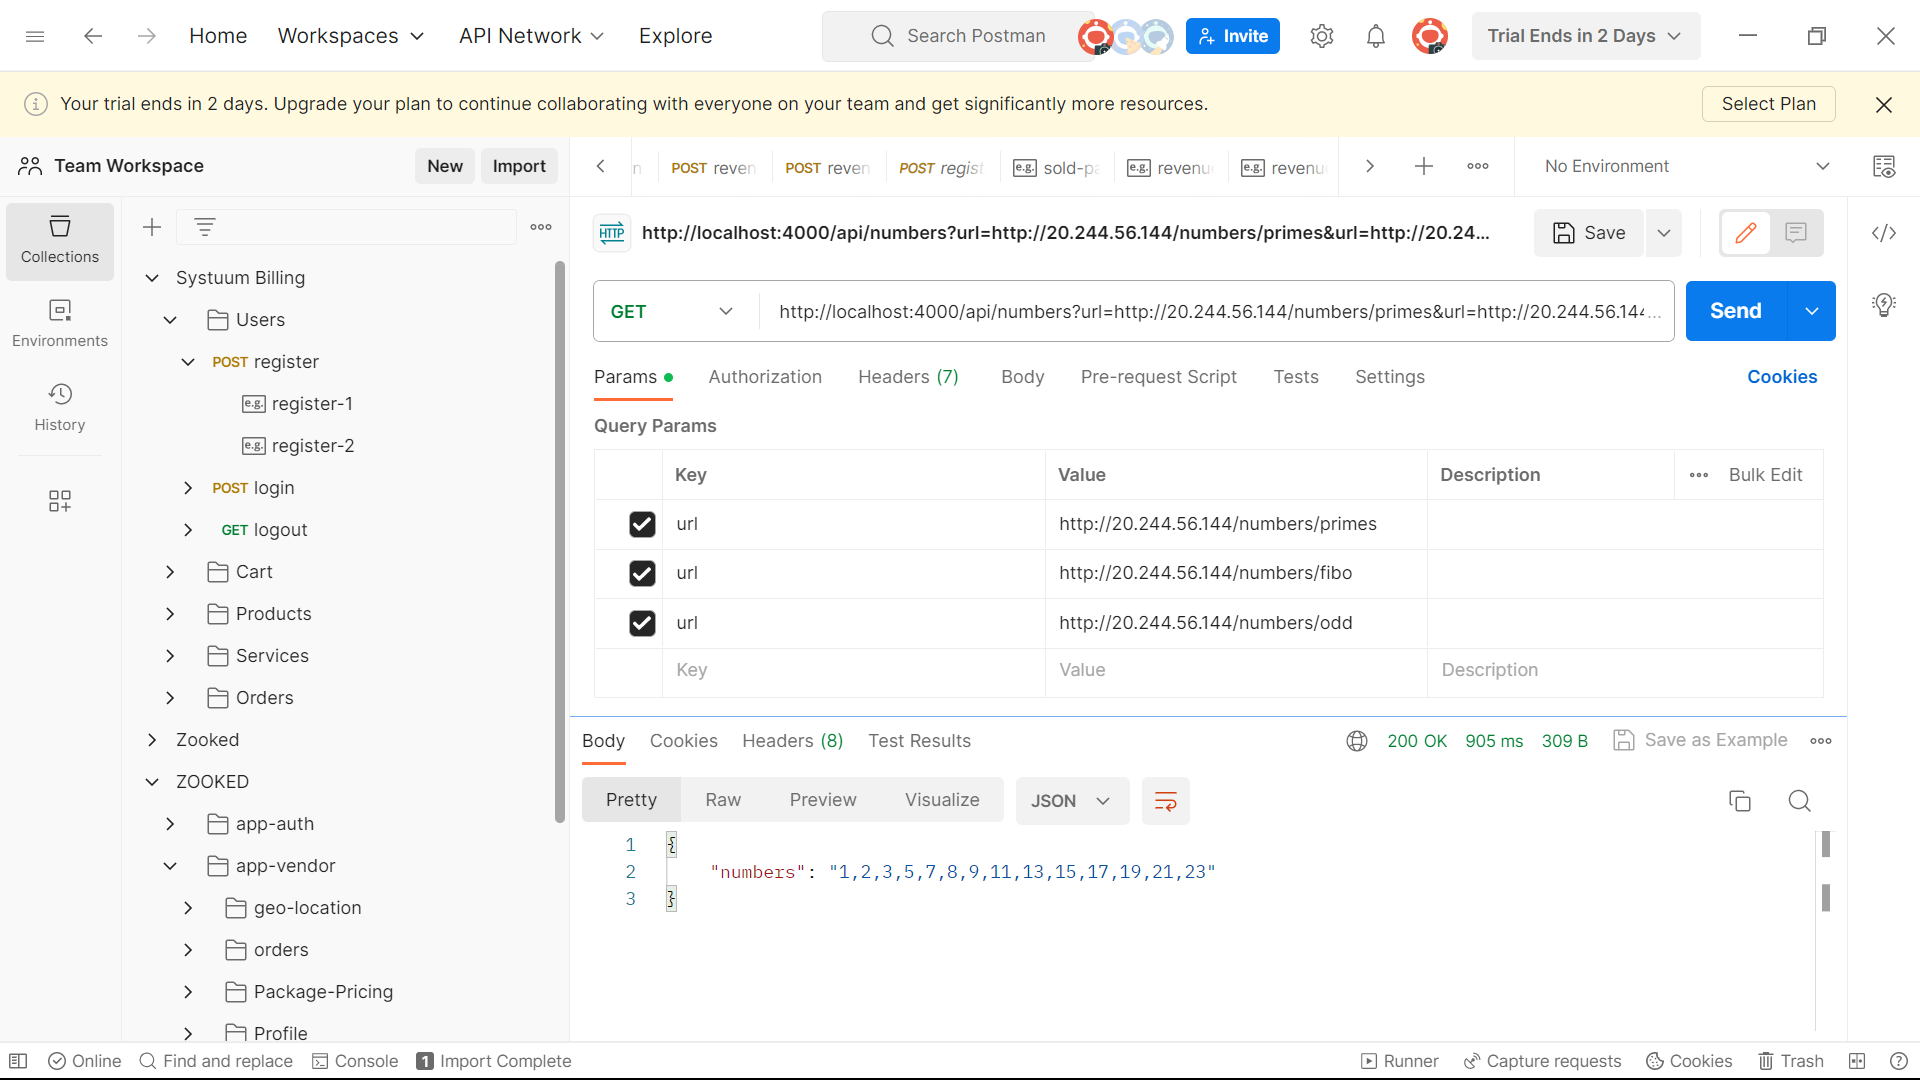 Home Workspaces API Network Explore Search Postman Invite Trial Ends in 2 Days
Your trial ends in 2 days. Upgrade your plan to continue collaborating with everyone on your team and get significantly more resources. Select Plan
Team Workspace New Import POST reven POST reven POST regist e.g. sold-pa e.g. revenu e.g. revenu No Environment
Collections
Environments
History
Systuum Billing
Users
POST register
e.g. register-1
e.g. register-2
POST login
GET logout
Cart
Products
Services
Orders
Zooked
ZOOKED
app-auth
app-vendor
geo-location
orders
Package-Pricing
Profile
HTTP http://localhost:4000/api/numbers?url=http://20.244.56.144/numbers/primes&url=http://20.24... Save
GET http://localhost:4000/api/numbers?url=http://20.244.56.144/numbers/primes&url=http://20.244.56.144... Send
Params Authorization Headers (7) Body Pre-request Script Tests Settings Cookies
Query Params
Key Value Description Bulk Edit
url http://20.244.56.144/numbers/primes
url http://20.244.56.144/numbers/fibo
url http://20.244.56.144/numbers/odd
Key Value Description
Body Cookies Headers (8) Test Results 200 OK 905 ms 309 B Save as Example
Pretty Raw Preview Visualize JSON
1 {
2 "numbers": "1,2,3,5,7,8,9,11,13,15,17,19,21,23"
3 }
Online Find and replace Console 1 Import Complete Runner Capture requests Cookies Trash